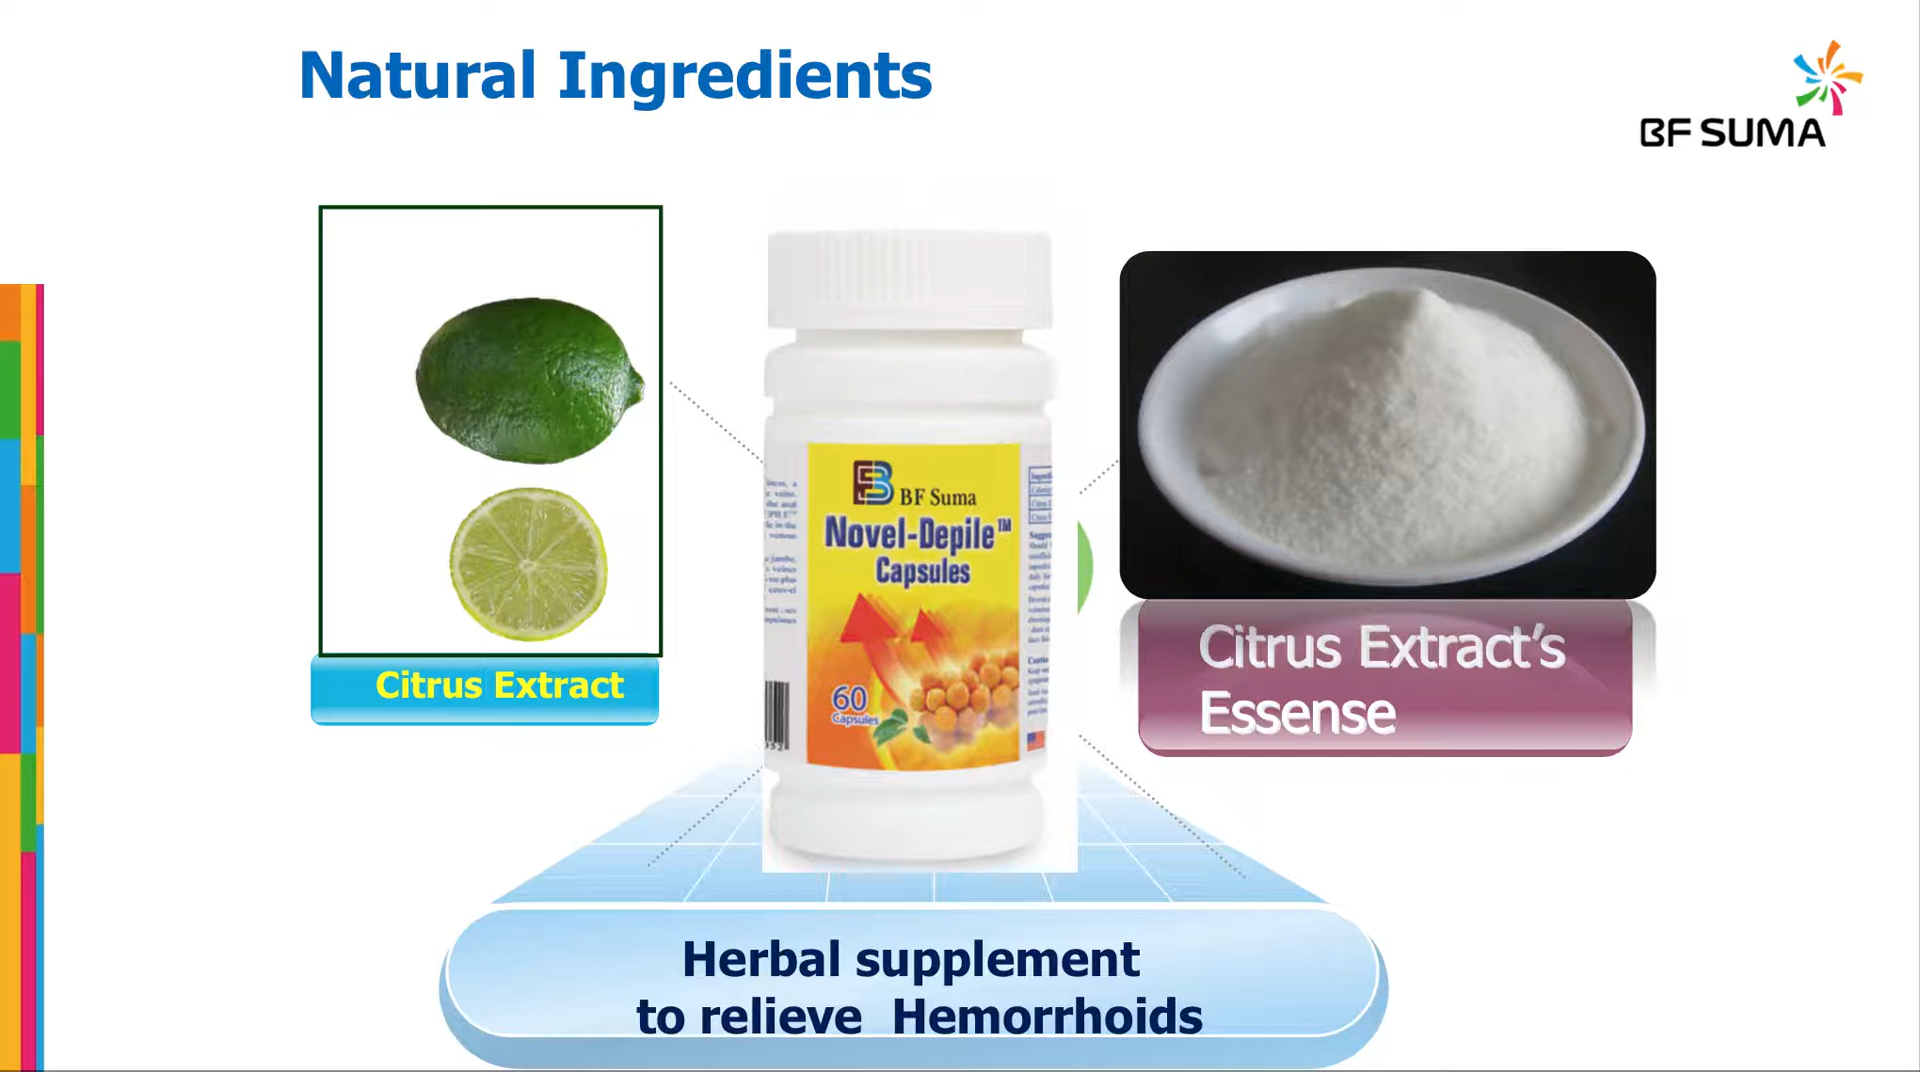 Natural Ingredients
BF SUMA
BF Suma
Novel-Depile™
Capsules
60
Capsules
Citrus Extract
Citrus Extract’s
Essense
Herbal supplement
to relieve Hemorrhoids